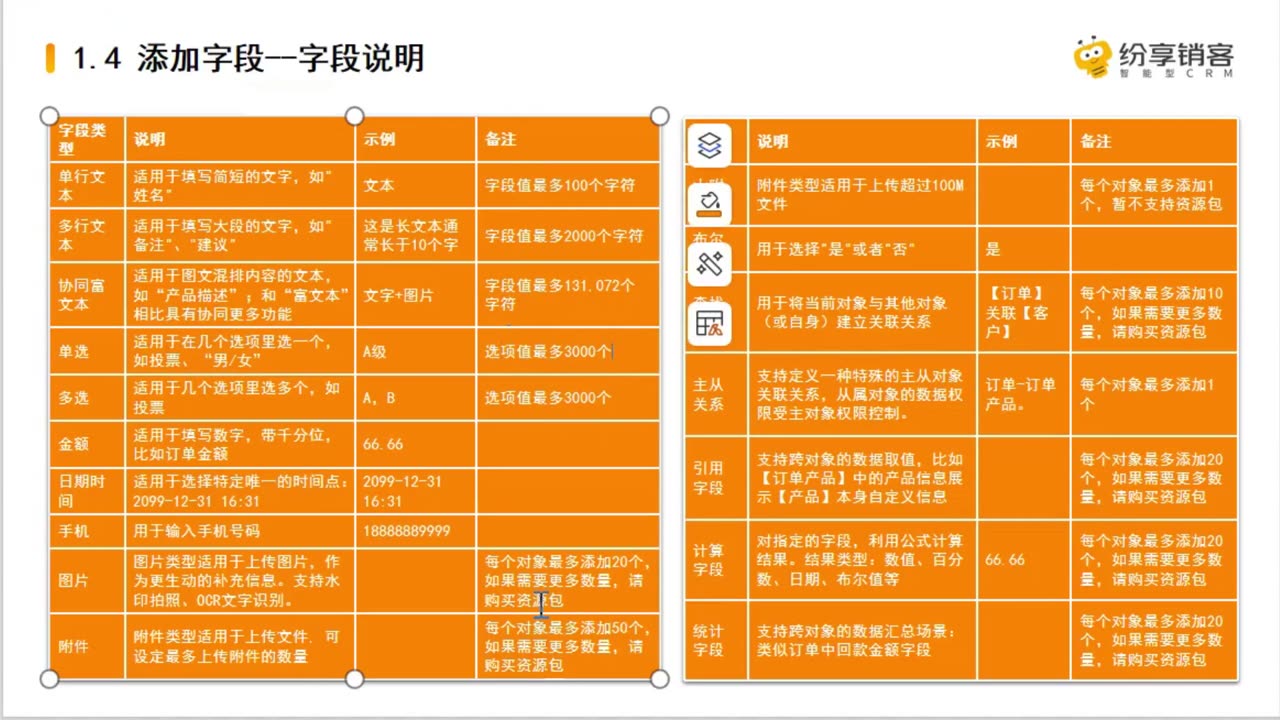 1.4 添加字段--字段说明
纷享销客
智能型CRM
字段类
型
说明
示例
备注
单行文
本
适用于填写简短的文字，如“
姓名”
文本
字段值最多100个字符
多行文
本
适用于填写大段的文字，如“
备注”、“建议”
这是长文本通
常长于10个字
字段值最多2000个字符
协同富
文本
适用于图文混排内容的文本，
如“产品描述”；和“富文本”
相比具有协同更多功能
文字+图片
字段值最多131.072个
字符
单选
适用于在几个选项里选一个，
如投票、“男/女”
A级
选项值最多3000个
多选
适用于几个选项里选多个，如
投票
A，B
选项值最多3000个
金额
适用于填写数字，带千分位，
比如订单金额
66.66
日期时
间
适用于选择特定唯一的时间点：
2099-12-31 16:31
2099-12-31
16:31
手机
用于输入手机号码
18888889999
图片
图片类型适用于上传图片，作
为更生动的补充信息。支持水
印拍照、OCR文字识别。
每个对象最多添加20个，
如果需要更多数量，请
购买资源包
附件
附件类型适用于上传文件．可
设定最多上传附件的数量
每个对象最多添加50个，
如果需要更多数量，请
购买资源包
说明
示例
备注
附件类型适用于上传超过100M
文件
每个对象最多添加1
个，暂不支持资源包
布尔
用于选择“是”或者“否”
是
用于将当前对象与其他对象
（或自身）建立关联关系
【订单】
关联【客
户】
每个对象最多添加10
个，如果需要更多数
量，请购买资源包
主从
关系
支持定义一种特殊的主从对象
关联关系，从属对象的数据权
限受主对象权限控制。
订单-订单
产品。
每个对象最多添加1
个
引用
字段
支持跨对象的数据取值，比如
【订单产品】中的产品信息展
示【产品】本身自定义信息
每个对象最多添加20
个，如果需要更多数
量，请购买资源包
计算
字段
对指定的字段，利用公式计算
结果。结果类型：数值、百分
数、日期、布尔值等
66.66
每个对象最多添加20
个，如果需要更多数
量，请购买资源包
统计
字段
支持跨对象的数据汇总场景：
类似订单中回款金额字段
每个对象最多添加20
个，如果需要更多数
量，请购买资源包